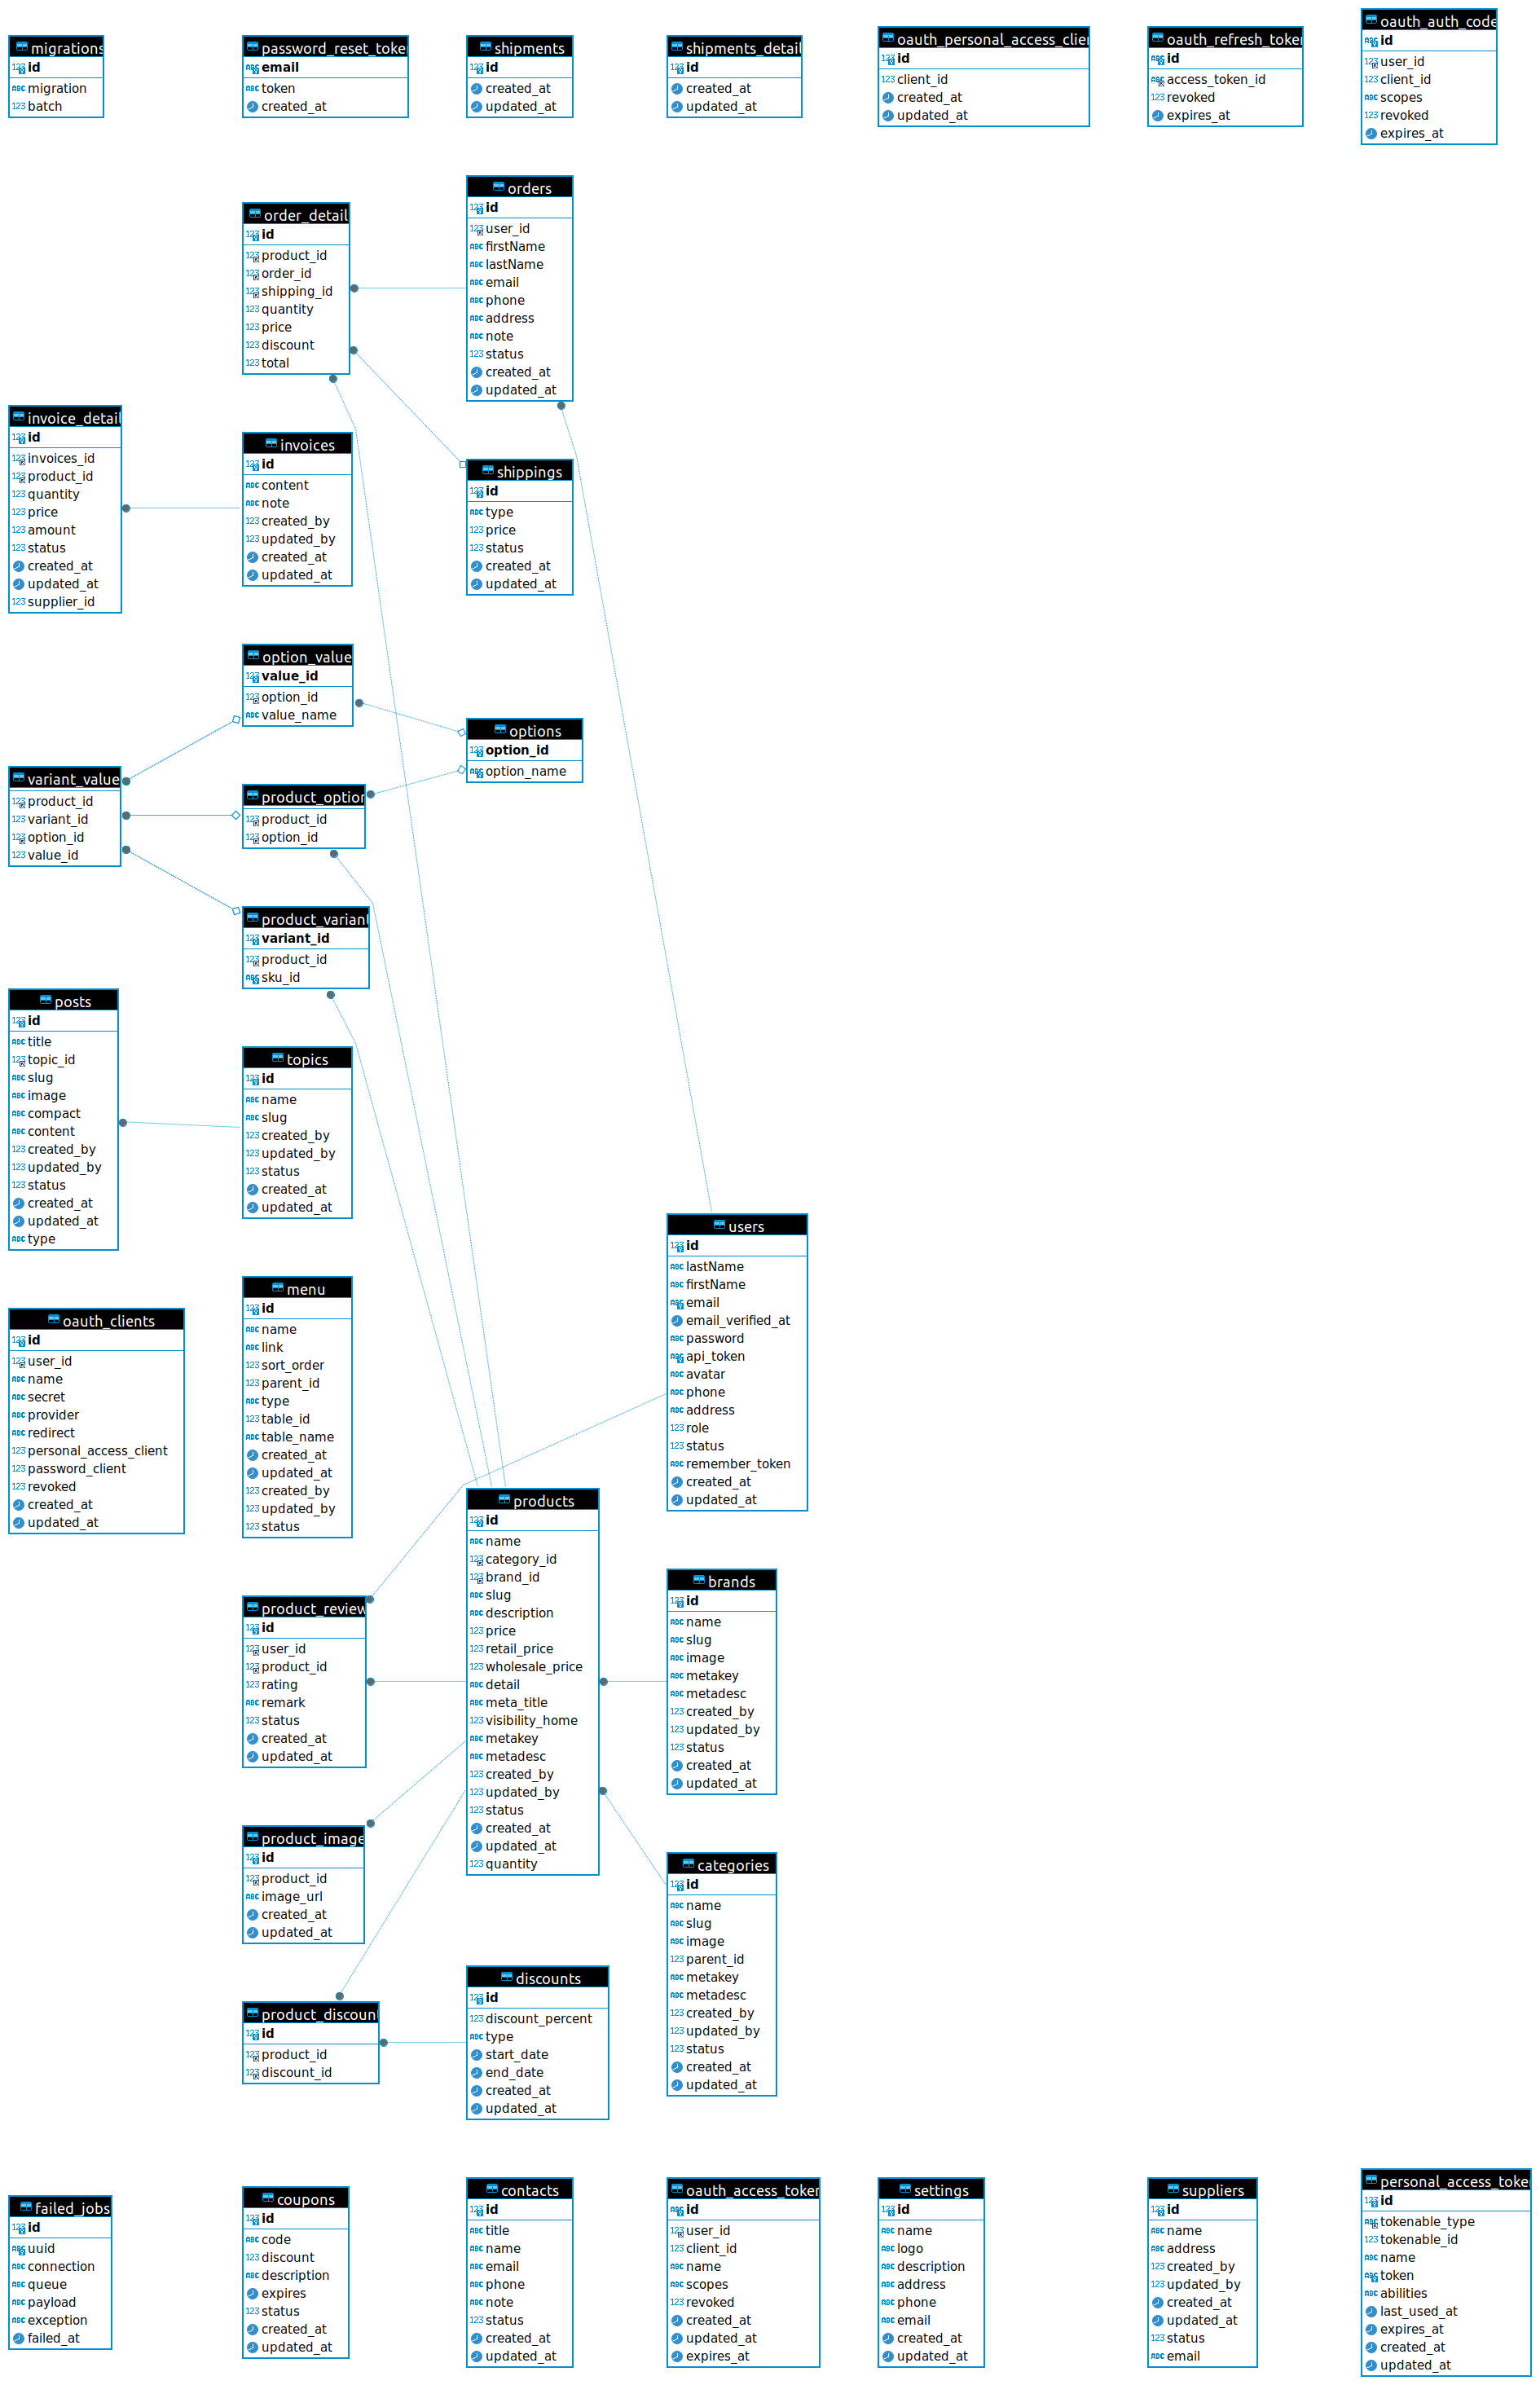 migrations
id
migration
batch
password_reset_token
email
token
created_at
shipments
id
created_at
updated_at
shipments_detail
id
created_at
updated_at
oauth_personal_access_clien
id
client_id
created_at
updated_at
oauth_refresh_token
id
access_token_id
revoked
expires_at
oauth_auth_code
id
user_id
client_id
scopes
revoked
expires_at
order_detail
id
product_id
order_id
shipping_id
quantity
price
discount
total
orders
id
user_id
firstName
lastName
email
phone
address
note
status
created_at
updated_at
invoice_detail
id
invoices_id
product_id
quantity
price
amount
status
created_at
updated_at
supplier_id
invoices
id
content
note
created_by
updated_by
created_at
updated_at
shippings
id
type
price
status
created_at
updated_at
option_value
value_id
option_id
value_name
options
option_id
option_name
variant_value
product_id
variant_id
option_id
value_id
product_option
product_id
option_id
product_variant
variant_id
product_id
sku_id
posts
id
title
topic_id
slug
image
compact
content
created_by
updated_by
status
created_at
updated_at
type
topics
id
name
slug
created_by
updated_by
status
created_at
updated_at
users
id
lastName
firstName
email
email_verified_at
password
api_token
avatar
phone
address
role
status
remember_token
created_at
updated_at
oauth_clients
id
user_id
name
secret
provider
redirect
personal_access_client
password_client
revoked
created_at
updated_at
menu
id
name
link
sort_order
parent_id
type
table_id
table_name
created_at
updated_at
created_by
updated_by
status
products
id
name
category_id
brand_id
slug
description
price
retail_price
wholesale_price
detail
meta_title
visibility_home
metakey
metadesc
created_by
updated_by
status
created_at
updated_at
quantity
brands
id
name
slug
image
metakey
metadesc
created_by
updated_by
status
created_at
updated_at
product_review
id
user_id
product_id
rating
remark
status
created_at
updated_at
product_image
id
product_id
image_url
created_at
updated_at
categories
id
name
slug
image
parent_id
metakey
metadesc
created_by
updated_by
status
created_at
updated_at
product_discount
id
product_id
discount_id
discounts
id
discount_percent
type
start_date
end_date
created_at
updated_at
failed_jobs
id
uuid
connection
queue
payload
exception
failed_at
coupons
id
code
discount
description
expires
status
created_at
updated_at
contacts
id
title
name
email
phone
note
status
created_at
updated_at
oauth_access_token
id
user_id
client_id
name
scopes
revoked
created_at
updated_at
expires_at
settings
id
name
logo
description
address
phone
email
created_at
updated_at
suppliers
id
name
address
created_by
updated_by
created_at
updated_at
status
email
personal_access_token
id
tokenable_type
tokenable_id
name
token
abilities
last_used_at
expires_at
created_at
updated_at